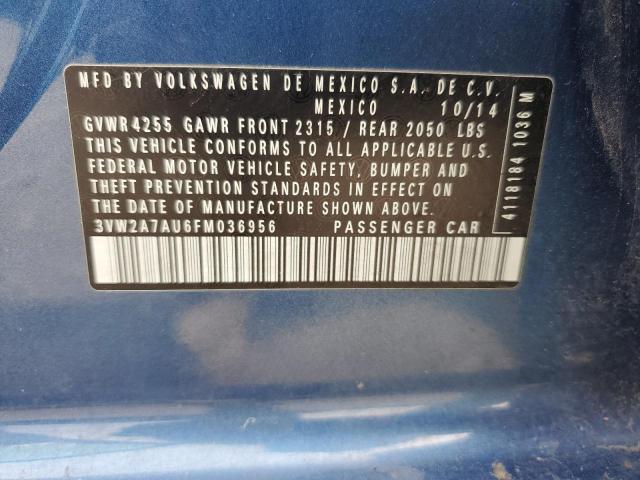 MFD BY VOLKSWAGEN DE MEXICO S.A. DE C.V.
MEXICO 10/14
GVWR 4255 GAWR FRONT 2315 / REAR 2050 LBS
THIS VEHICLE CONFORMS TO ALL APPLICABLE U.S.
FEDERAL MOTOR VEHICLE SAFETY, BUMPER AND
THEFT PREVENTION STANDARDS IN EFFECT ON
THE DATE OF MANUFACTURE SHOWN ABOVE.
3VW2A7AU6FM036956 PASSENGER CAR
4118184 1036 M